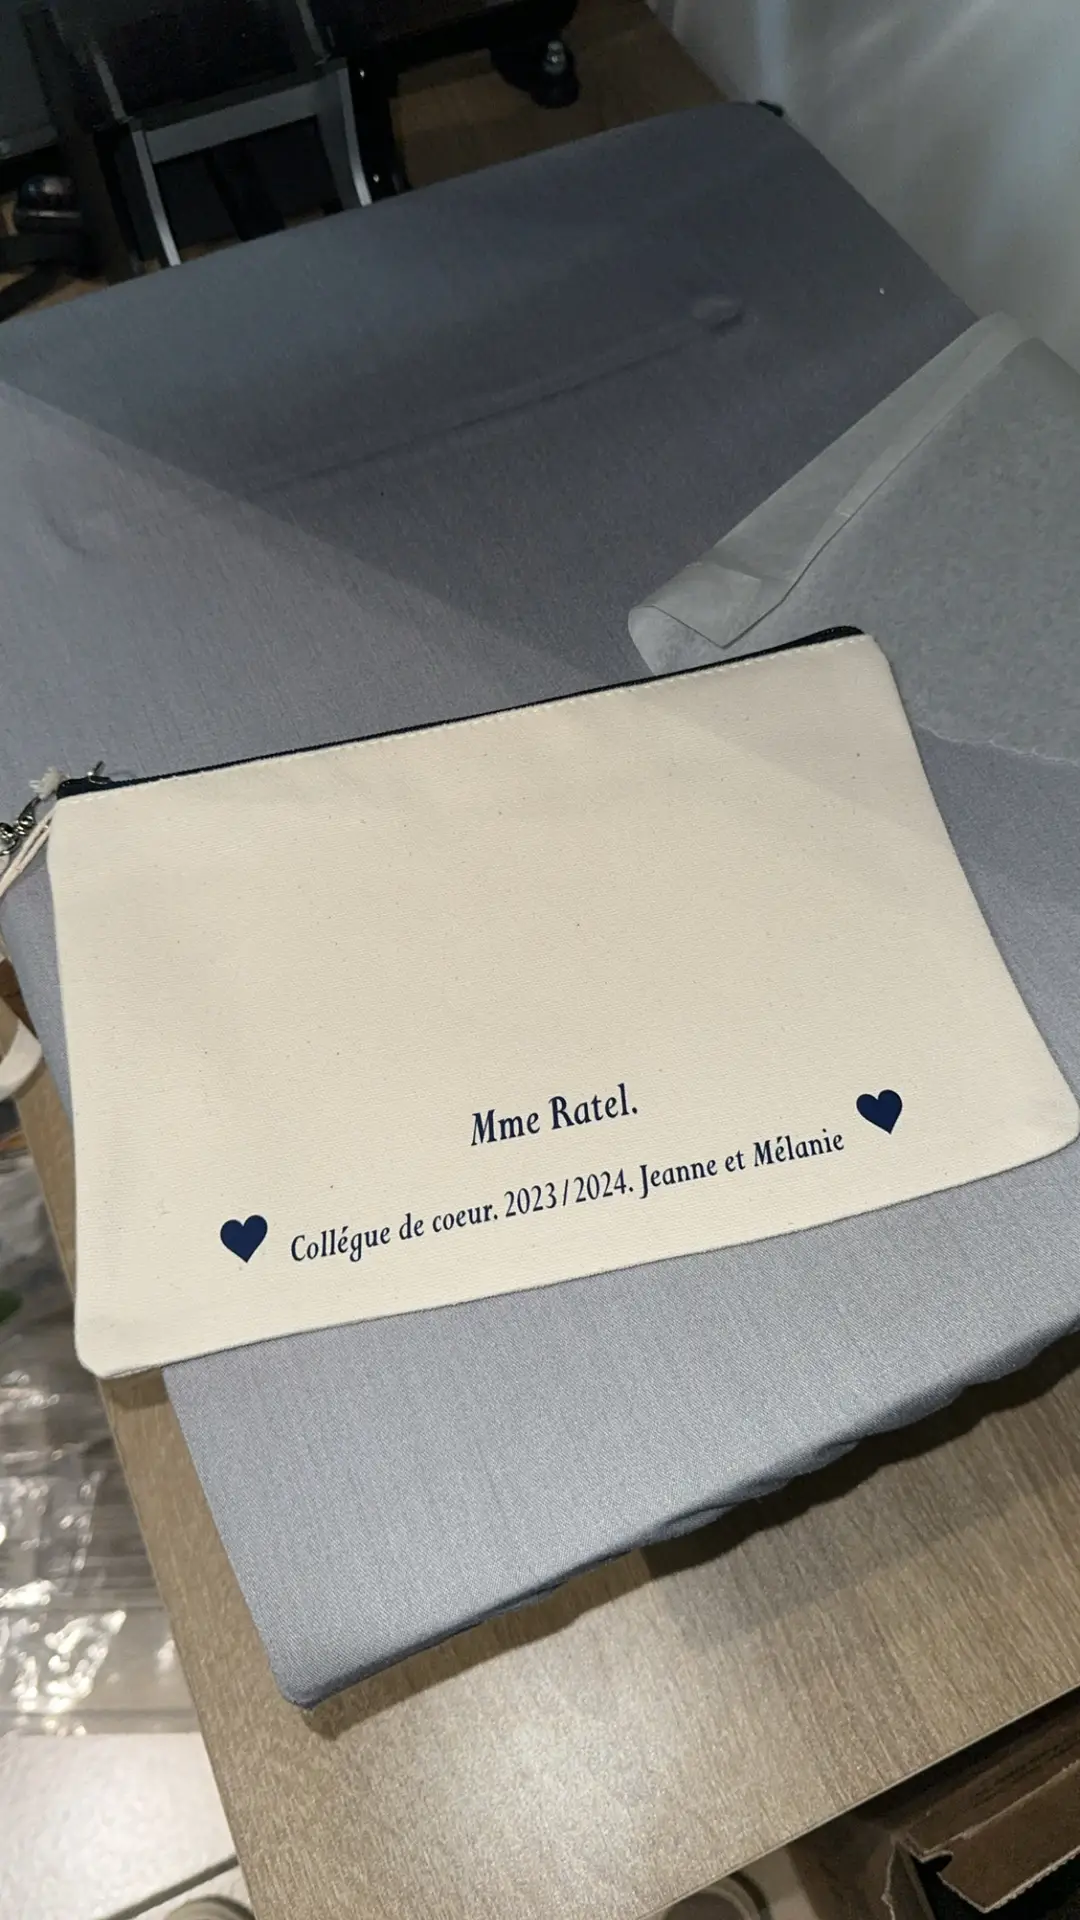 Mme Ratel.
Collégue de coeur. 2023/2024. Jeanne et Mélanie